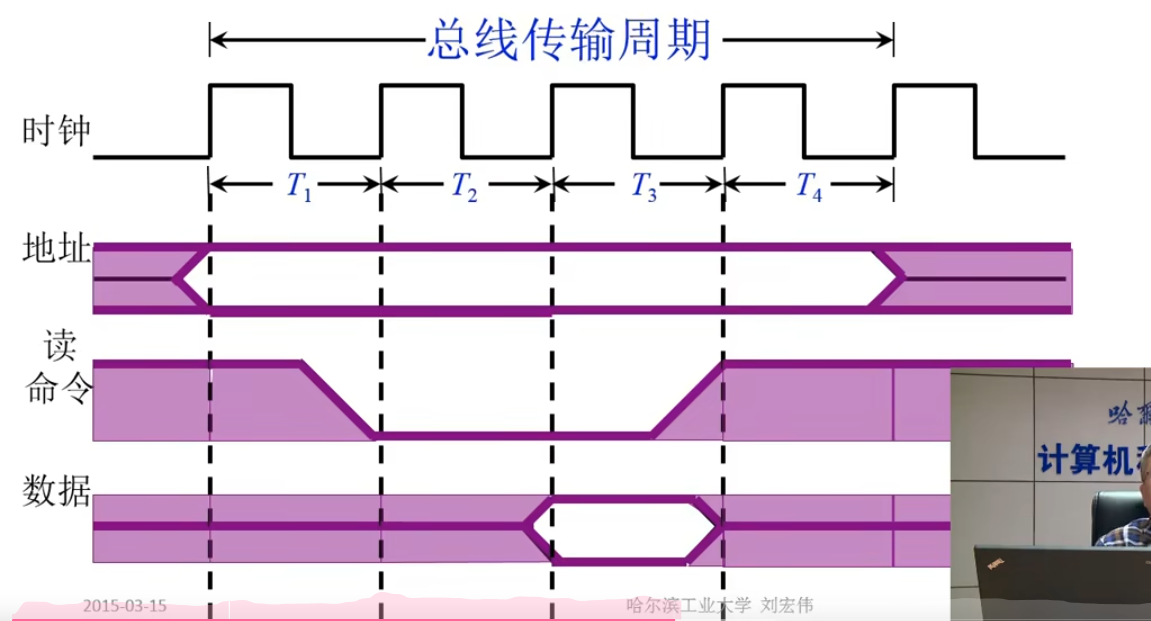 总线传输周期
时钟
T1 T2 T3 T4
地址
读
命令
数据
2015-03-15
哈尔滨工业大学 刘宏伟
哈
计算机